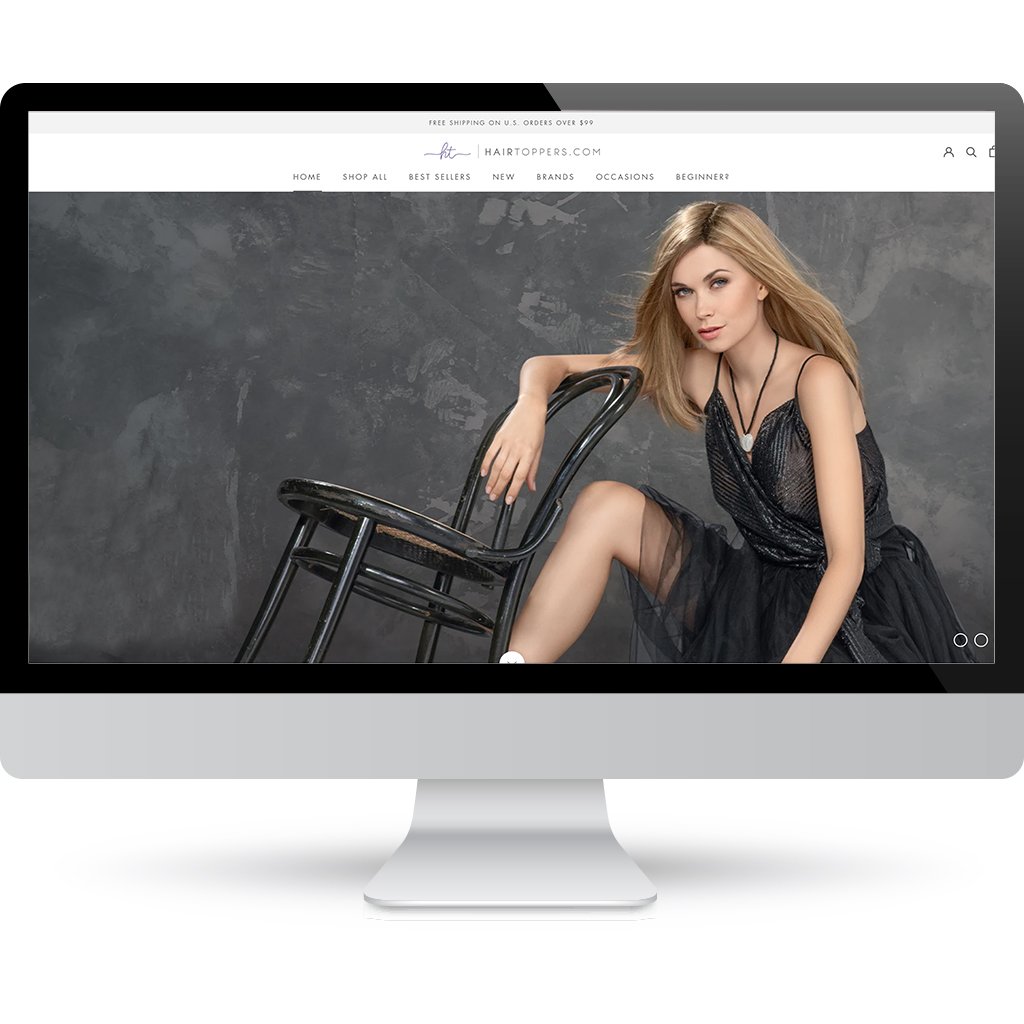 FREE SHIPPING ON U.S. ORDERS OVER $99
ht | HAIRTOPPERS.COM
HOME SHOP ALL BEST SELLERS NEW BRANDS OCCASIONS BEGINNER?